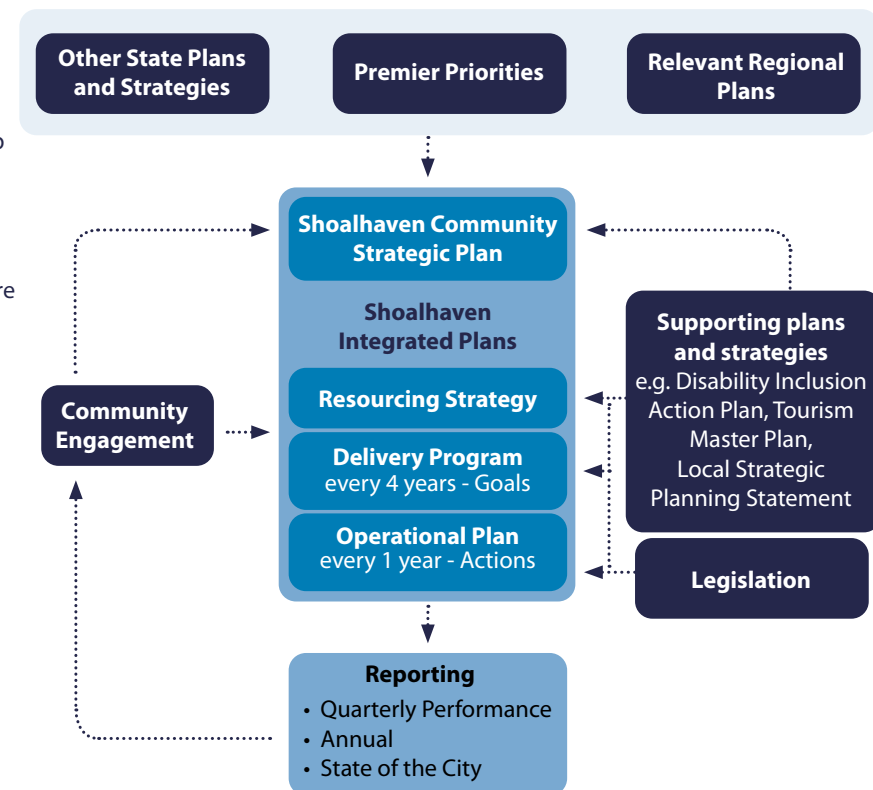 Other State Plans
and Strategies
Premier Priorities
Relevant Regional
Plans
Shoalhaven Community
Strategic Plan
Shoalhaven
Integrated Plans
Resourcing Strategy
Delivery Program
every 4 years - Goals
Operational Plan
every 1 year - Actions
Community
Engagement
Supporting plans
and strategies
e.g. Disability Inclusion
Action Plan, Tourism
Master Plan,
Local Strategic
Planning Statement
Legislation
Reporting
• Quarterly Performance
• Annual
• State of the City